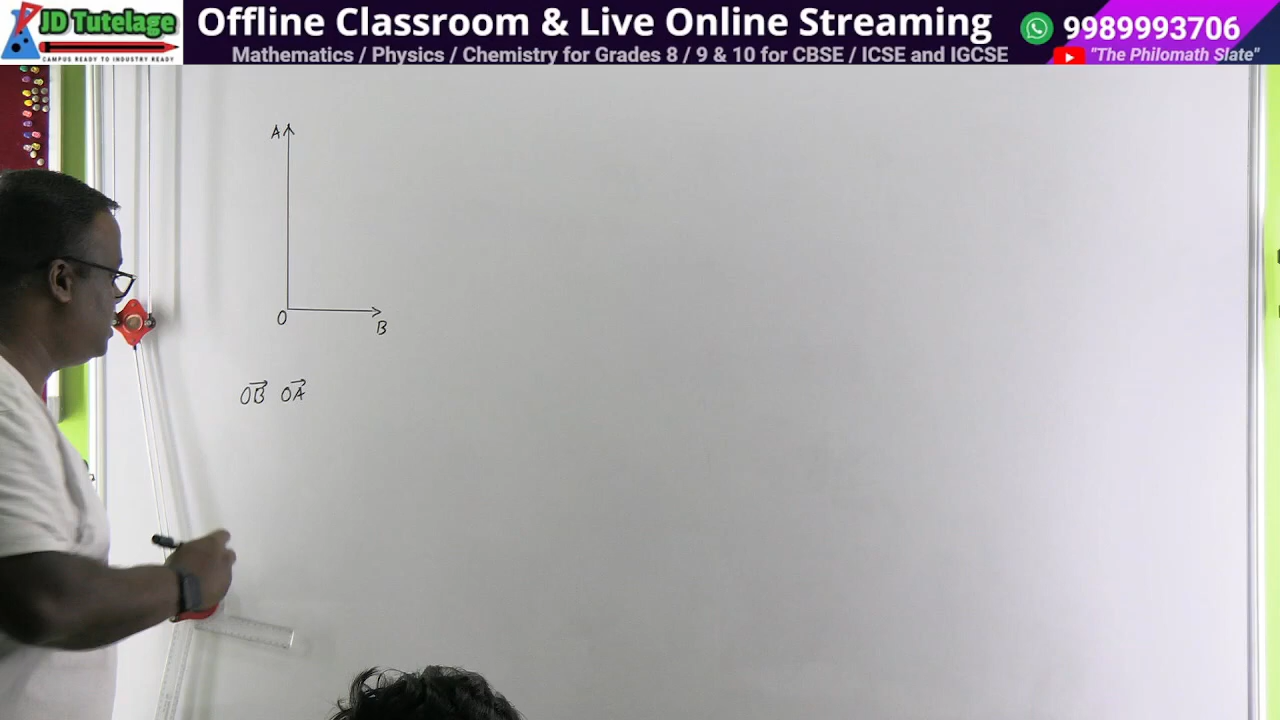 JD Tutelage
CAMPUS READY TO INDUSTRY READY
Offline Classroom & Live Online Streaming
Mathematics / Physics / Chemistry for Grades 8 / 9 & 10 for CBSE / ICSE and IGCSE
9989993706
"The Philomath Slate"
A
O
B
OB⃗ OA⃗